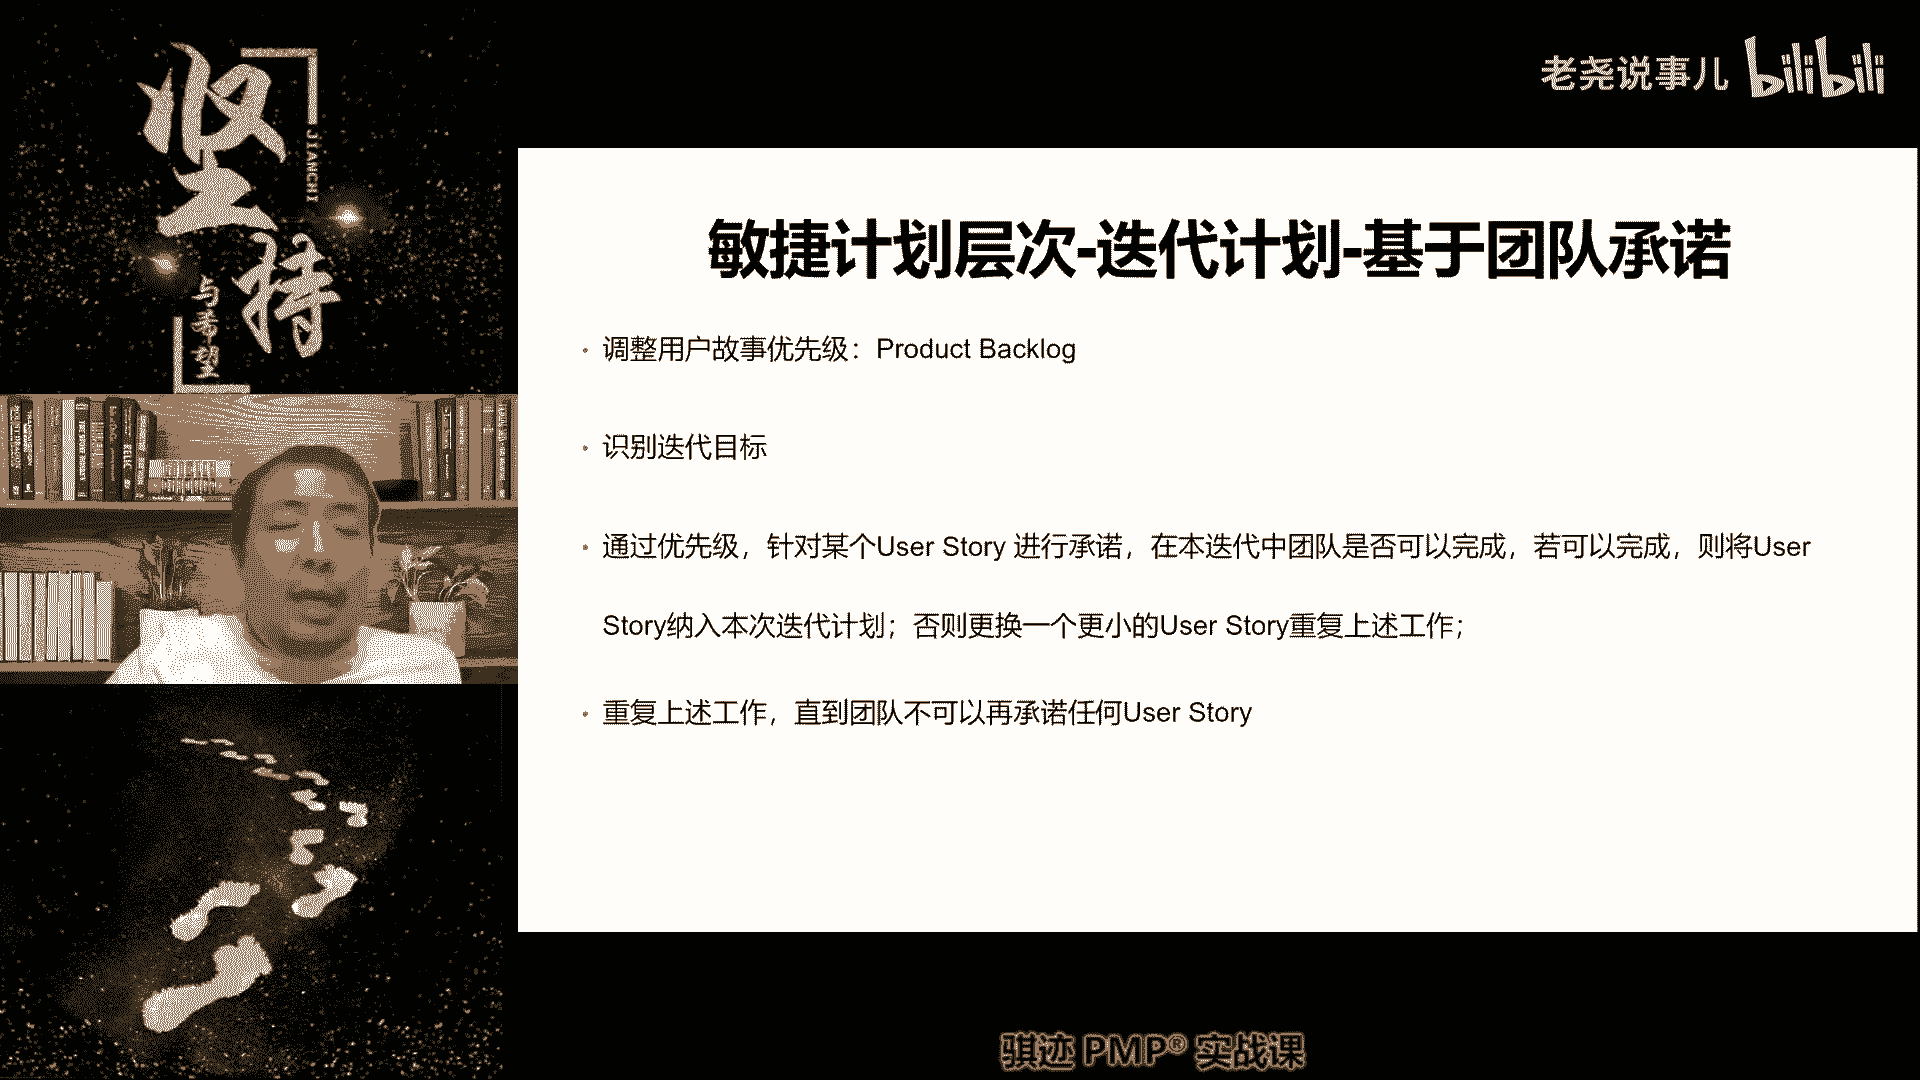 坚持
JIANCHI
与希望
老尧说事儿 bilibili
敏捷计划层次-迭代计划-基于团队承诺
· 调整用户故事优先级：Product Backlog
· 识别迭代目标
· 通过优先级，针对某个User Story 进行承诺，在本迭代中团队是否可以完成，若可以完成，则将User
Story纳入本次迭代计划；否则更换一个更小的User Story重复上述工作；
· 重复上述工作，直到团队不可以再承诺任何User Story
骐迹 PMP® 实战课